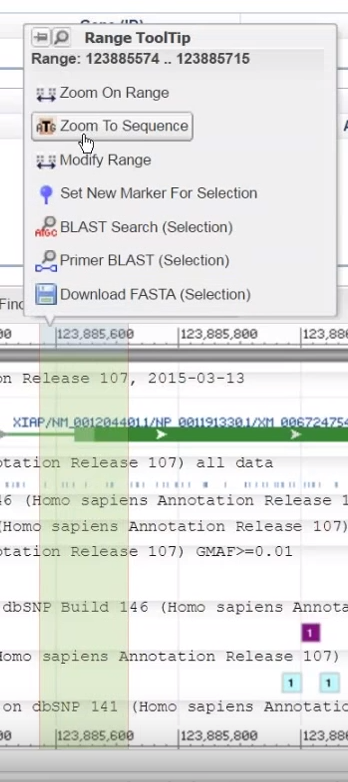 Range ToolTip
Range: 123885574 .. 123885715
Zoom On Range
ATG Zoom To Sequence
Modify Range
Set New Marker For Selection
BLAST Search (Selection)
Primer BLAST (Selection)
Download FASTA (Selection)
Find
00 123,885,600 123,885,800 123,88
on Release 107, 2015-03-13
XIAP/NM_001204401.1/NP_001191330.1/XM_006724754
otation Release 107) all data
46 (Homo sapiens Annotation Release 1
(Homo sapiens Annotation Release 107)
otation Release 107) GMAF>=0.01
dbSNP Build 146 (Homo sapiens Annota
1
Homo sapiens Annotation Release 107)
1 1
on dbSNP 141 (Homo sapiens Annotatio
00 123,885,600 123,885,800 123,88